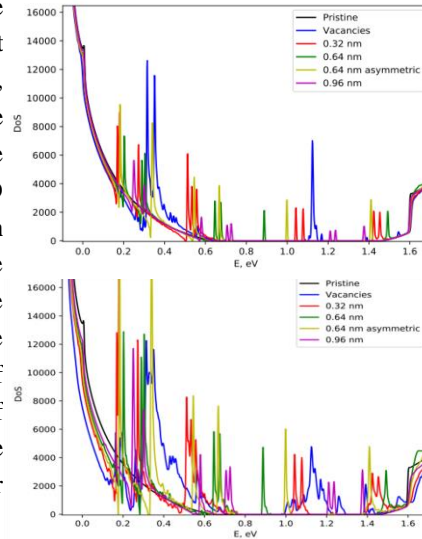 16000
14000
12000
10000
8000
6000
4000
2000
0
DoS
0.0 0.2 0.4 0.6 0.8 1.0 1.2 1.4 1.6
E, eV
Pristine
Vacancies
0.32 nm
0.64 nm
0.64 nm asymmetric
0.96 nm
16000
14000
12000
10000
8000
6000
4000
2000
0
DoS
0.0 0.2 0.4 0.6 0.8 1.0 1.2 1.4 1.6
E, eV
Pristine
Vacancies
0.32 nm
0.64 nm
0.64 nm asymmetric
0.96 nm